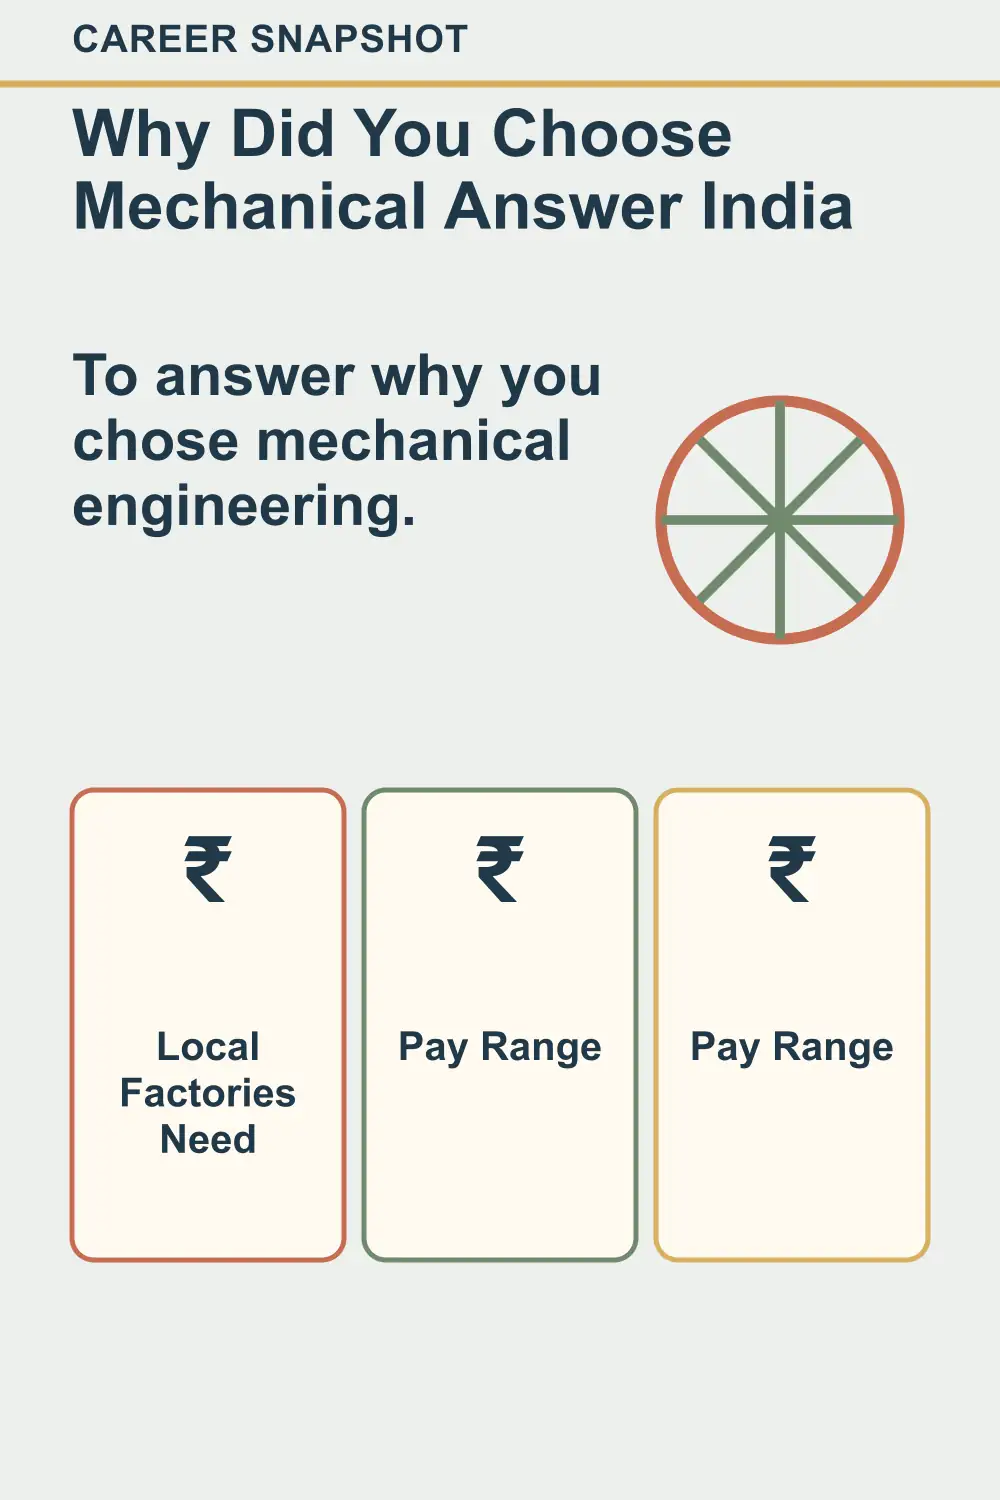 CAREER SNAPSHOT
Why Did You Choose
Mechanical Answer India
To answer why you
chose mechanical
engineering.
₹
Local
Factories
Need
₹
Pay Range
₹
Pay Range